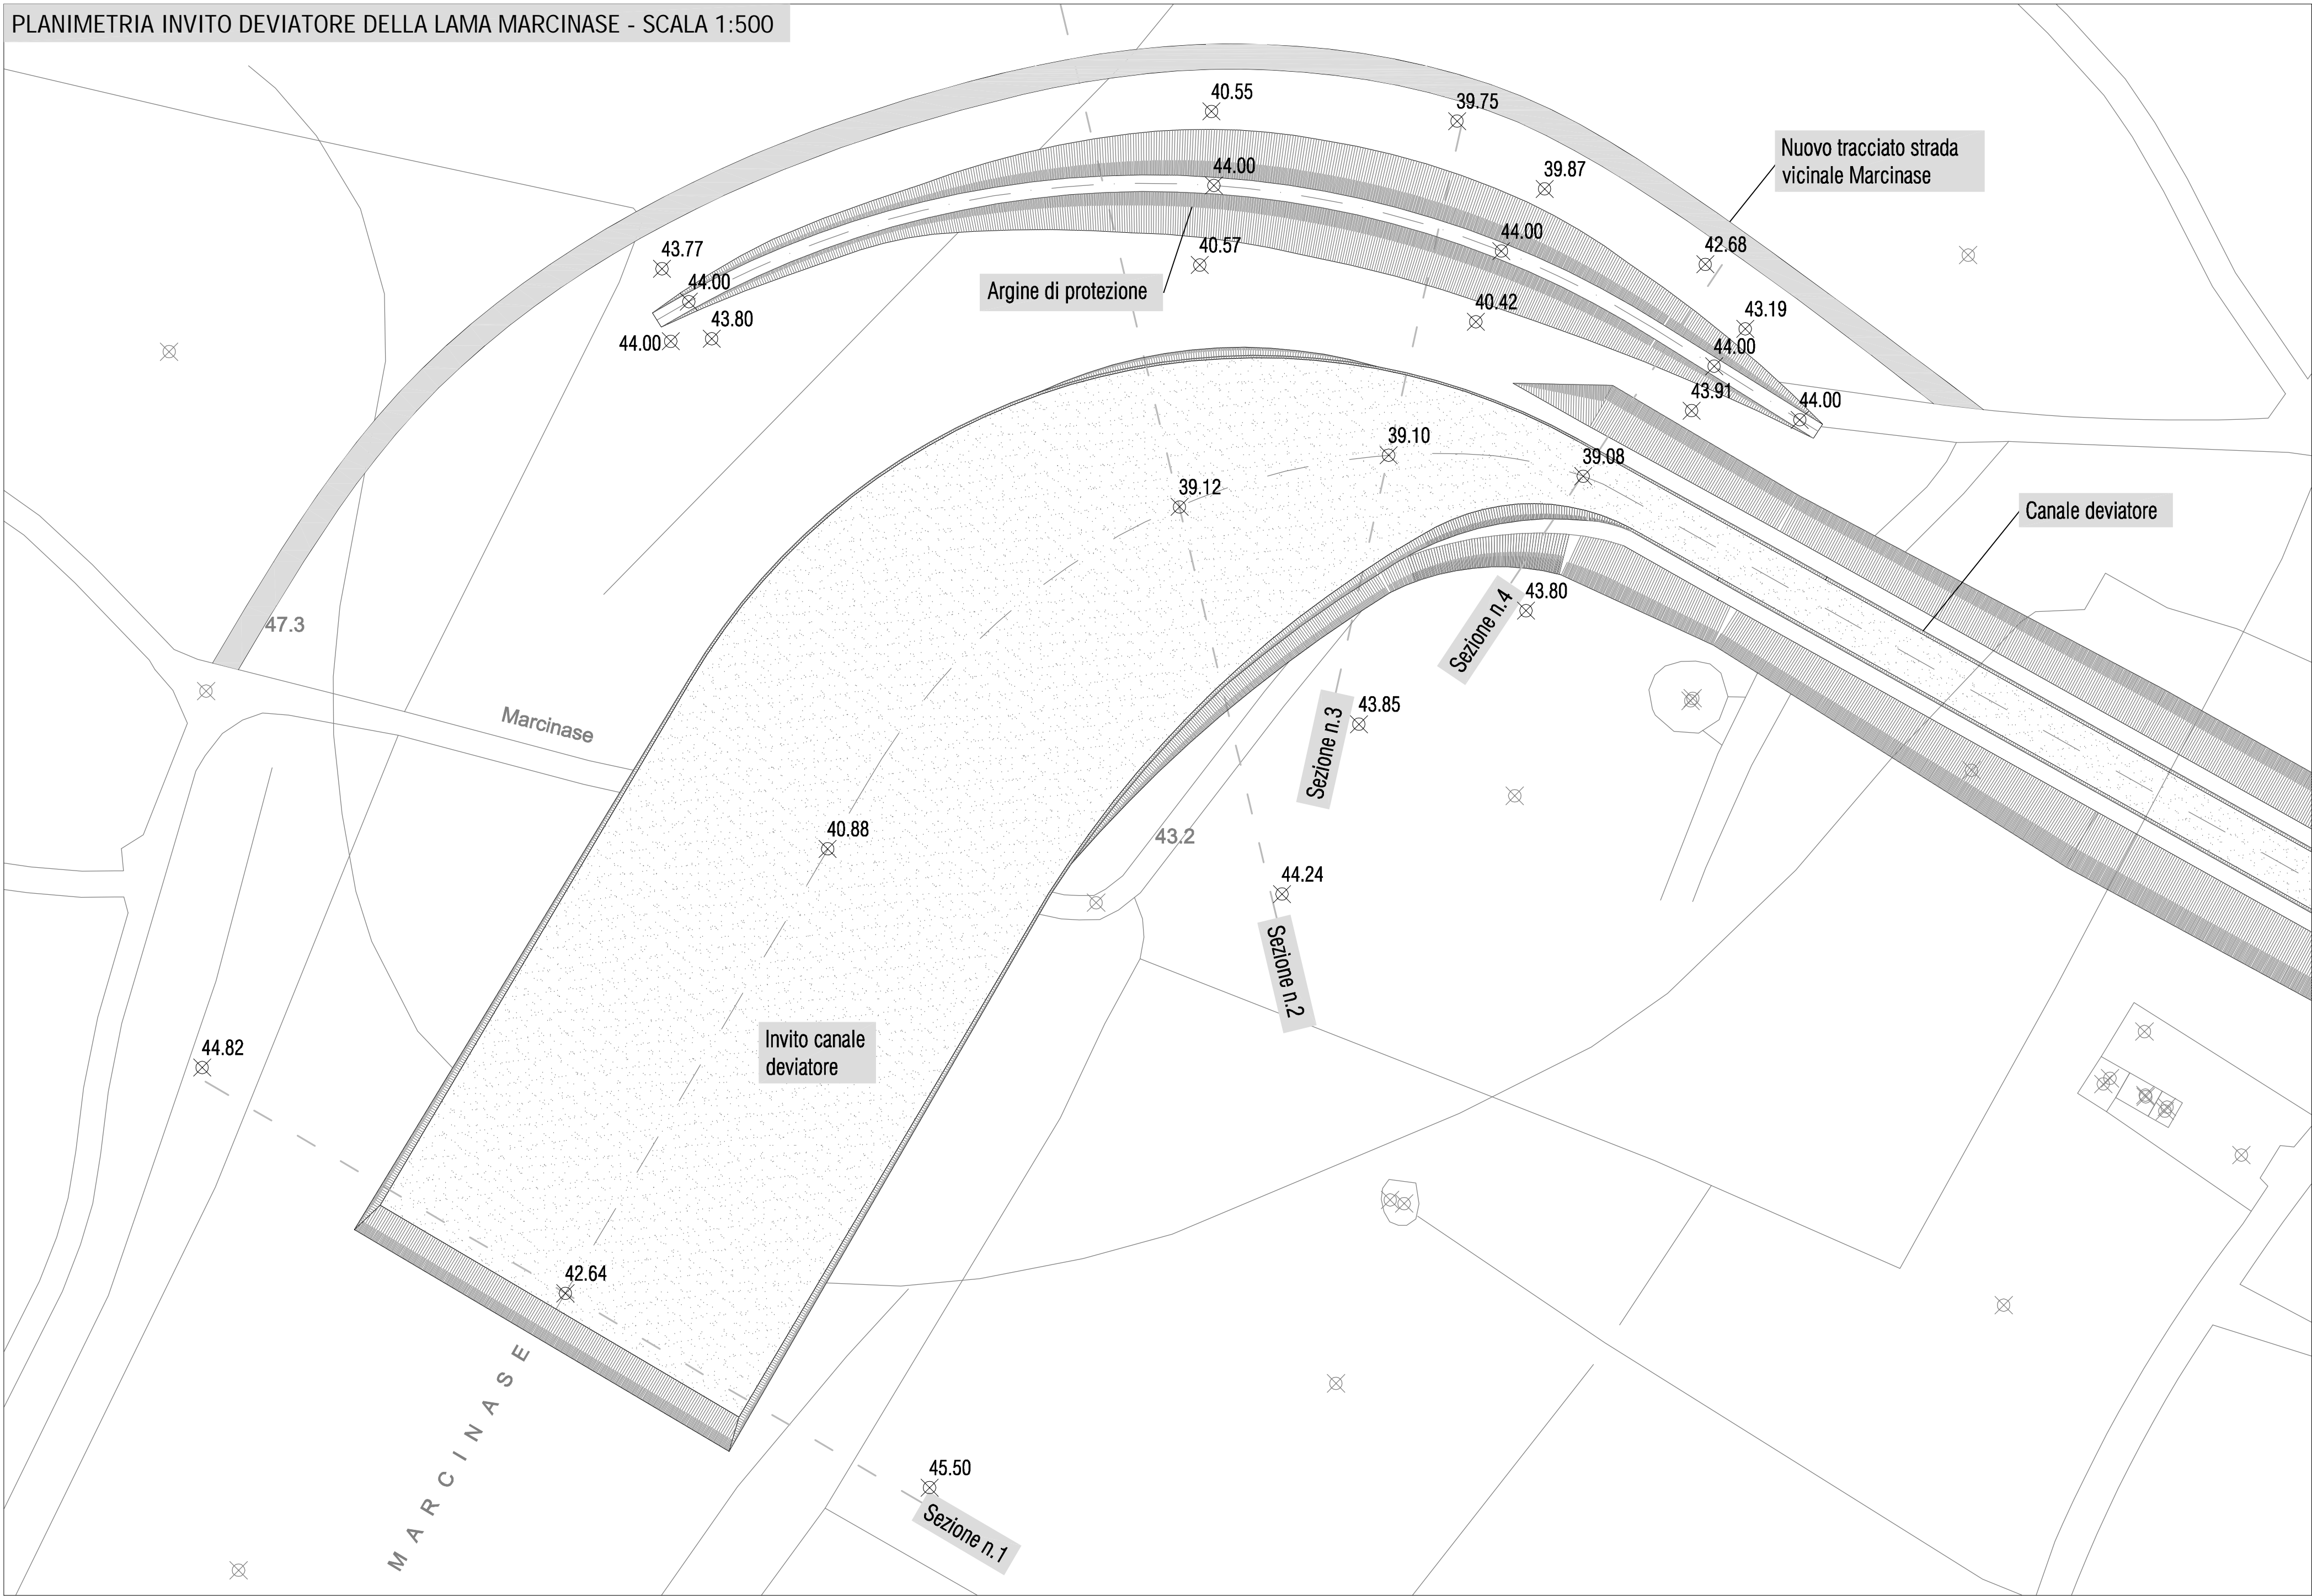 PLANIMETRIA INVITO DEVIATORE DELLA LAMA MARCINASE - SCALA 1:500
40.55
39.75
Nuovo tracciato strada
vicinale Marcinase
44.00
39.87
43.77
44.00
40.57
44.00
42.68
Argine di protezione
40.42
43.19
44.00
43.80
44.00
43.91
44.00
39.10
39.08
39.12
Canale deviatore
43.80
Sezione n.4
47.3
Marcinase
Sezione n.3
43.85
40.88
43.2
44.24
Sezione n.2
Invito canale
deviatore
44.82
42.64
MARCINASE
45.50
Sezione n.1